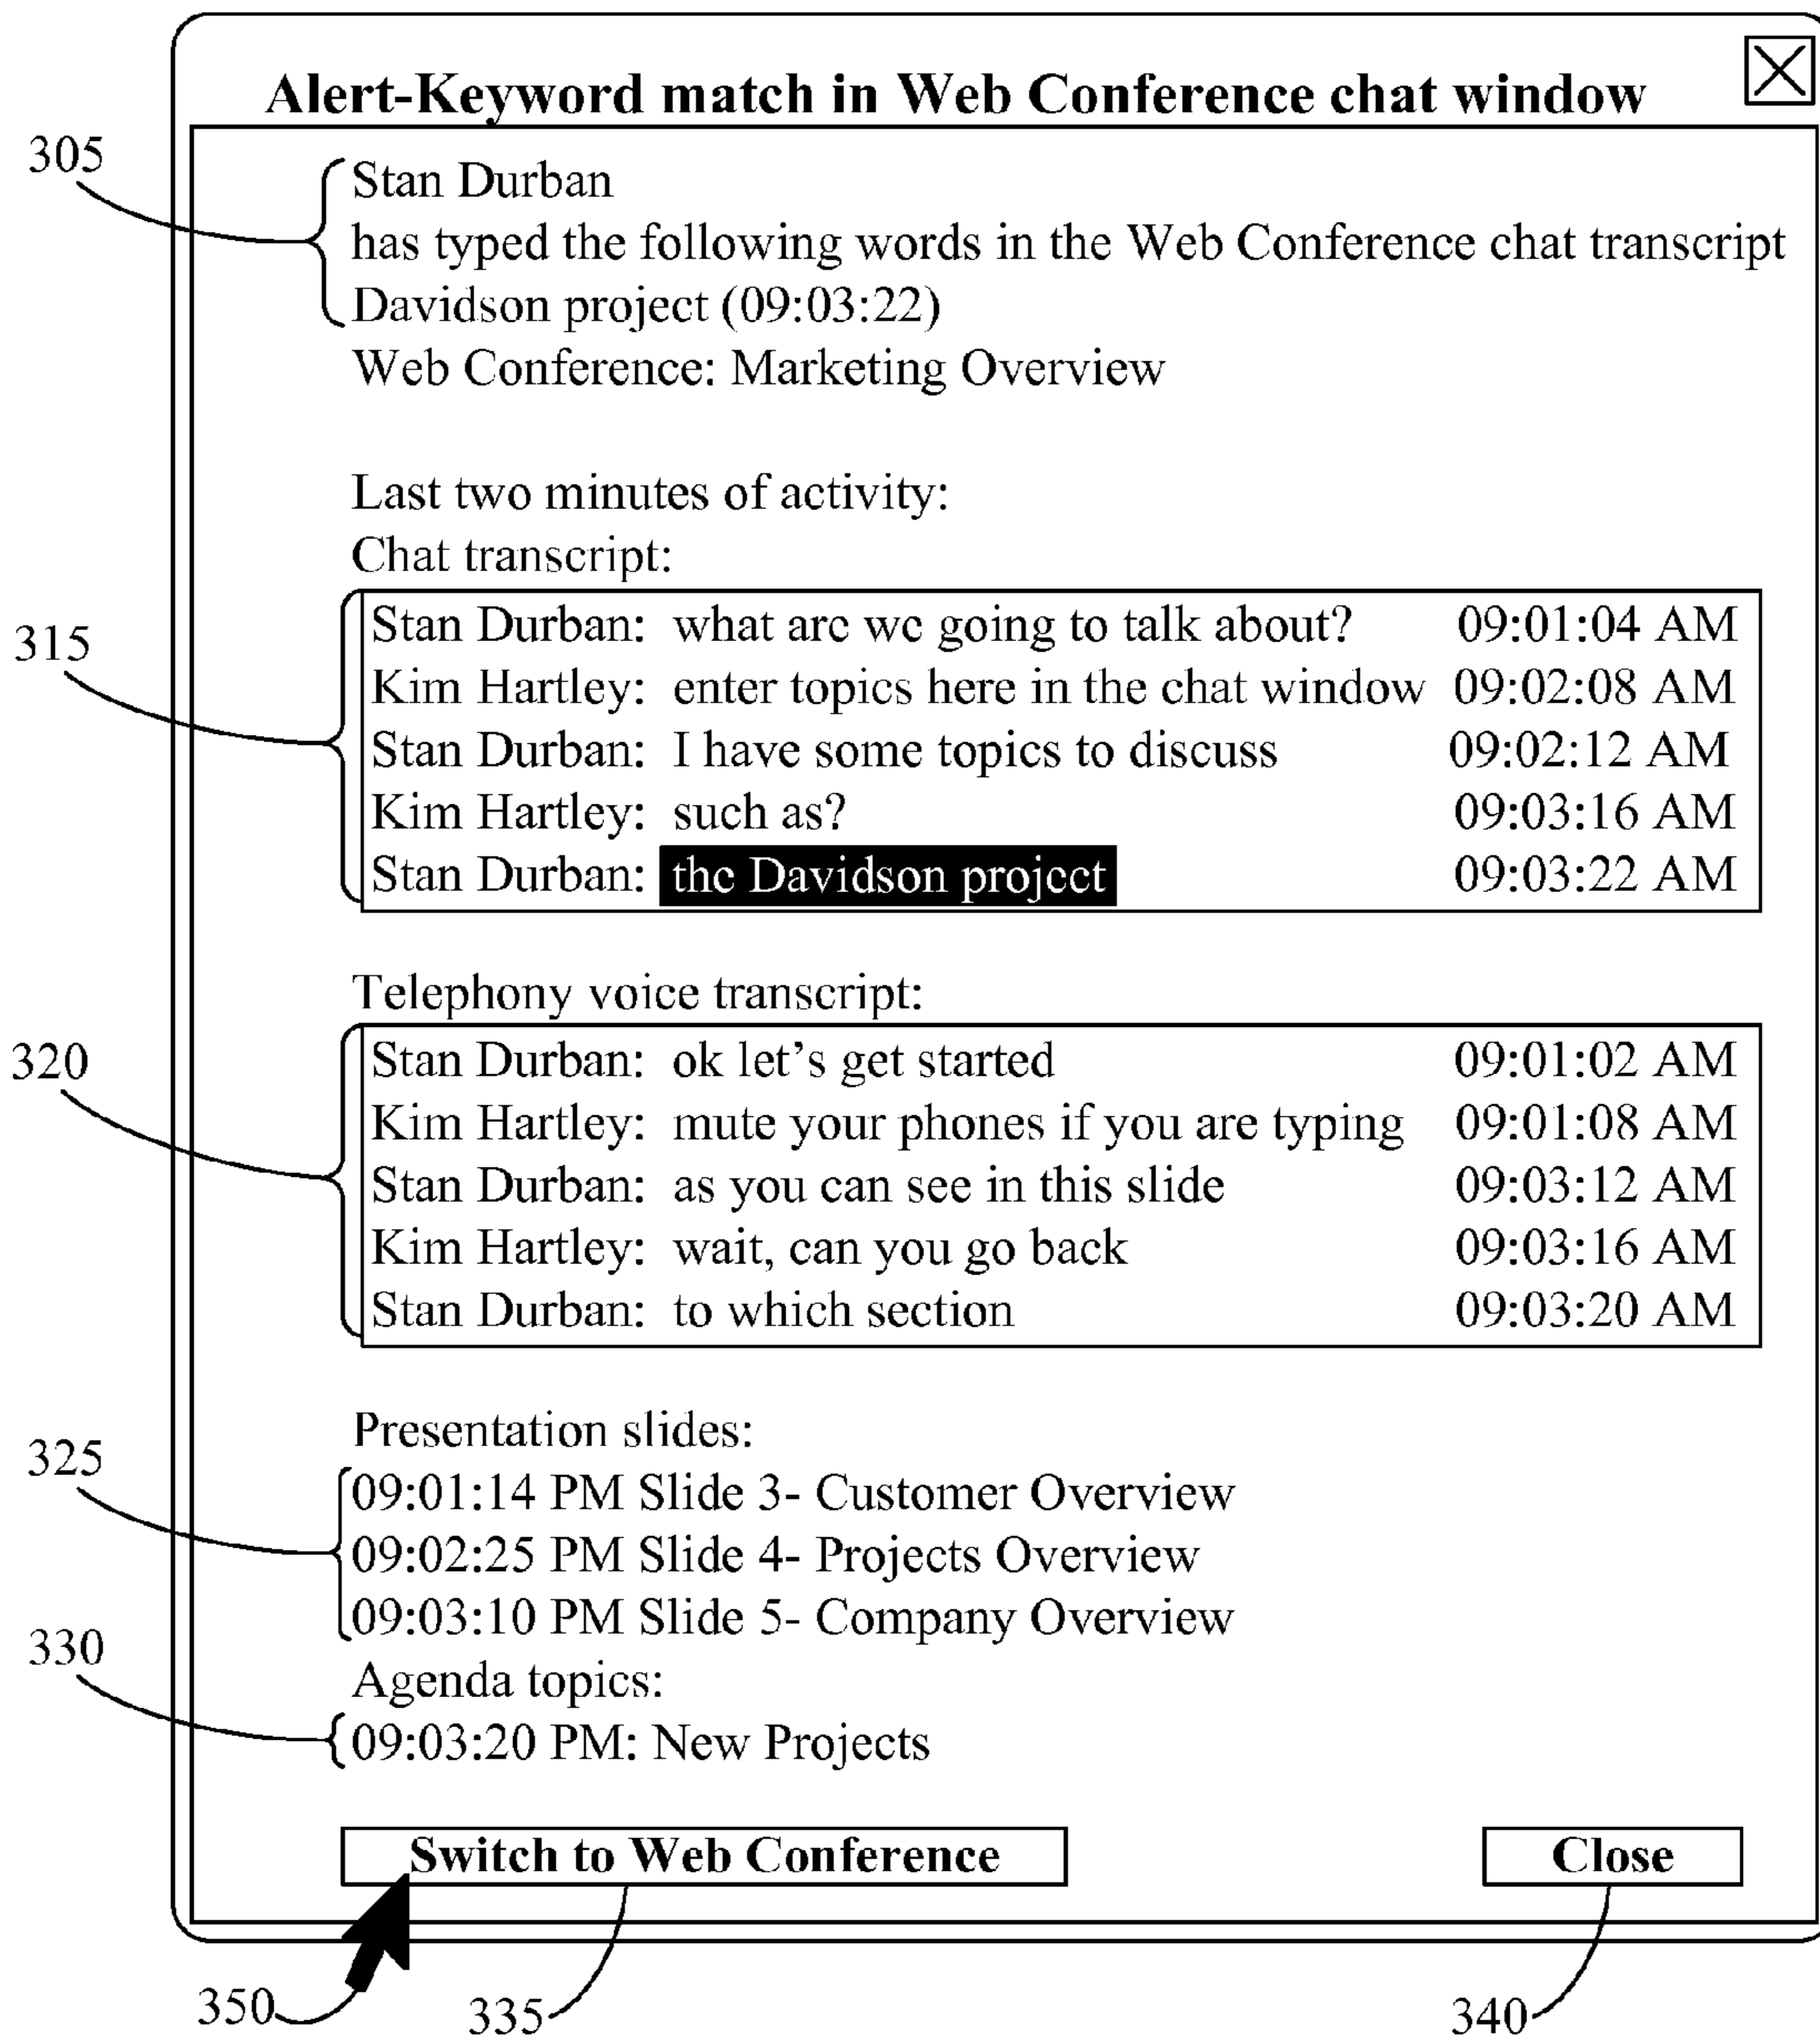 Alert-Keyword match in Web Conference chat window
305
Stan Durban
has typed the following words in the Web Conference chat transcript
Davidson project (09:03:22)
Web Conference: Marketing Overview
Last two minutes of activity:
Chat transcript:
315
Stan Durban: what are we going to talk about? 09:01:04 AM
Kim Hartley: enter topics here in the chat window 09:02:08 AM
Stan Durban: I have some topics to discuss 09:02:12 AM
Kim Hartley: such as? 09:03:16 AM
Stan Durban: the Davidson project 09:03:22 AM
Telephony voice transcript:
320
Stan Durban: ok let's get started 09:01:02 AM
Kim Hartley: mute your phones if you are typing 09:01:08 AM
Stan Durban: as you can see in this slide 09:03:12 AM
Kim Hartley: wait, can you go back 09:03:16 AM
Stan Durban: to which section 09:03:20 AM
Presentation slides:
325
09:01:14 PM Slide 3- Customer Overview
09:02:25 PM Slide 4- Projects Overview
09:03:10 PM Slide 5- Company Overview
330
Agenda topics:
09:03:20 PM: New Projects
Switch to Web Conference Close
350 335 340